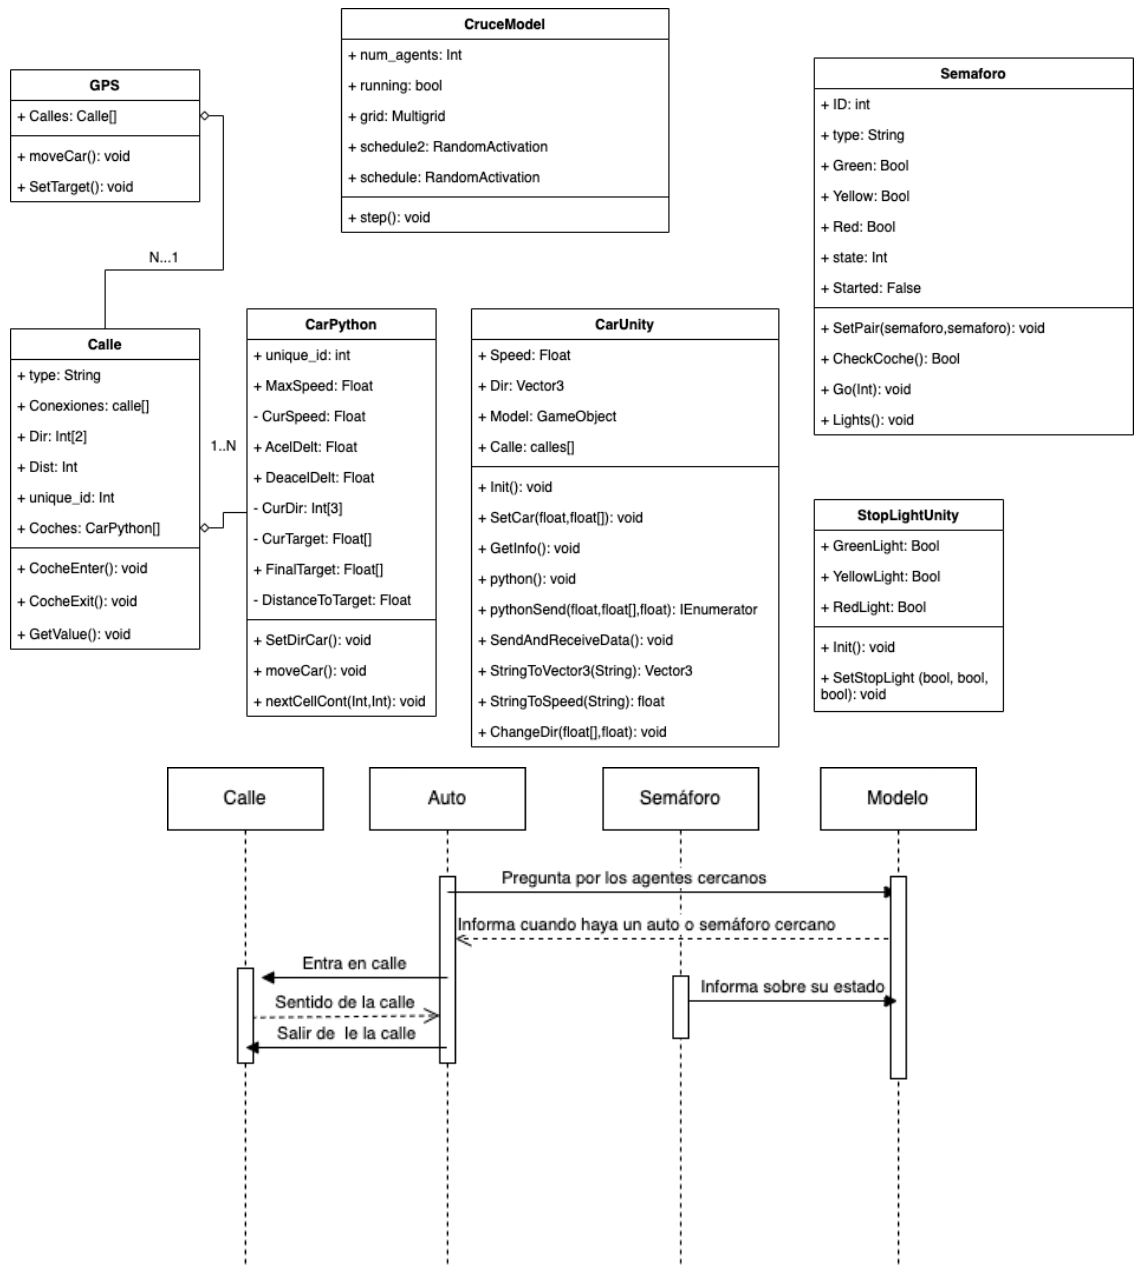 CruceModel
+ num_agents: Int
+ running: bool
+ grid: Multigrid
+ schedule2: RandomActivation
+ schedule: RandomActivation
+ step(): void
GPS
+ Calles: Calle[]
+ moveCar(): void
+ SetTarget(): void
Semaforo
+ ID: int
+ type: String
+ Green: Bool
+ Yellow: Bool
+ Red: Bool
+ state: Int
+ Started: False
+ SetPair(semaforo,semaforo): void
+ CheckCoche(): Bool
+ Go(Int): void
+ Lights(): void
N...1
Calle
+ type: String
+ Conexiones: calle[]
+ Dir: Int[2]
+ Dist: Int
+ unique_id: Int
+ Coches: CarPython[]
+ CocheEnter(): void
+ CocheExit(): void
+ GetValue(): void
1..N
CarPython
+ unique_id: int
+ MaxSpeed: Float
- CurSpeed: Float
+ AcelDelt: Float
+ DeacelDelt: Float
- CurDir: Int[3]
- CurTarget: Float[]
+ FinalTarget: Float[]
- DistanceToTarget: Float
+ SetDirCar(): void
+ moveCar(): void
+ nextCellCont(Int,Int): void
CarUnity
+ Speed: Float
+ Dir: Vector3
+ Model: GameObject
+ Calle: calles[]
+ Init(): void
+ SetCar(float,float[]): void
+ GetInfo(): void
+ python(): void
+ pythonSend(float,float[],float): IEnumerator
+ SendAndReceiveData(): void
+ StringToVector3(String): Vector3
+ StringToSpeed(String): float
+ ChangeDir(float[],float): void
StopLightUnity
+ GreenLight: Bool
+ YellowLight: Bool
+ RedLight: Bool
+ Init(): void
+ SetStopLight (bool, bool,
bool): void
Calle
Auto
Semáforo
Modelo
Pregunta por los agentes cercanos
Informa cuando haya un auto o semáforo cercano
Entra en calle
Informa sobre su estado
Sentido de la calle
Salir de  le la calle